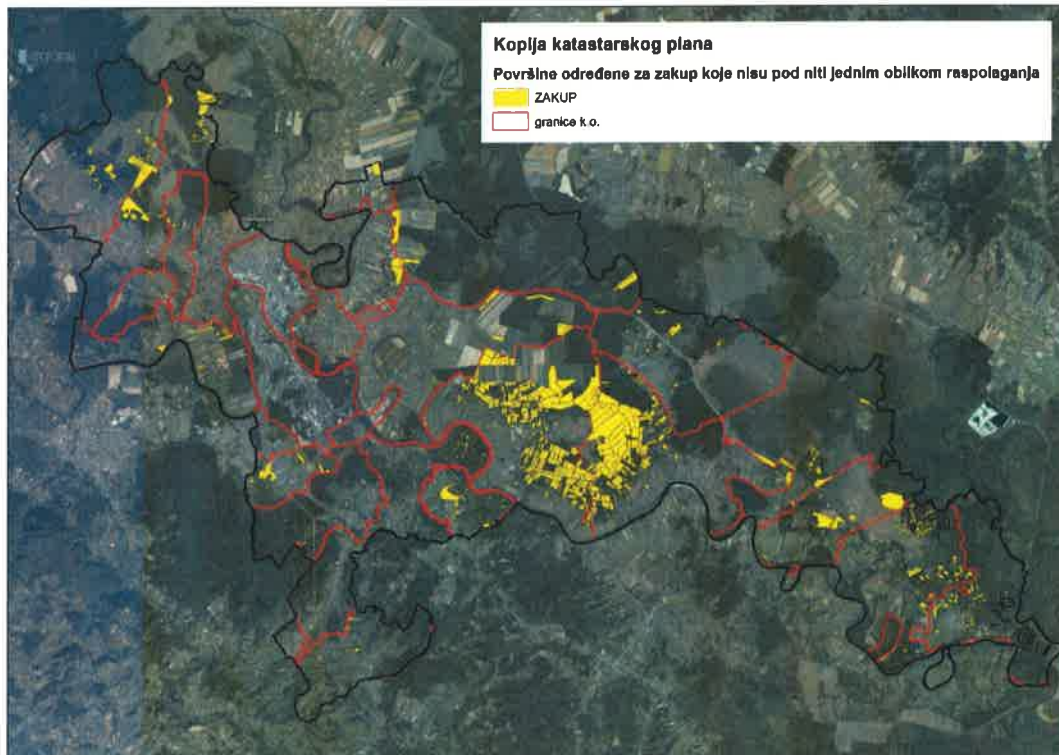 Kopija katastarskog plana
Površine određene za zakup koje nisu pod niti jednim oblikom raspolaganja
ZAKUP
granice k.o.